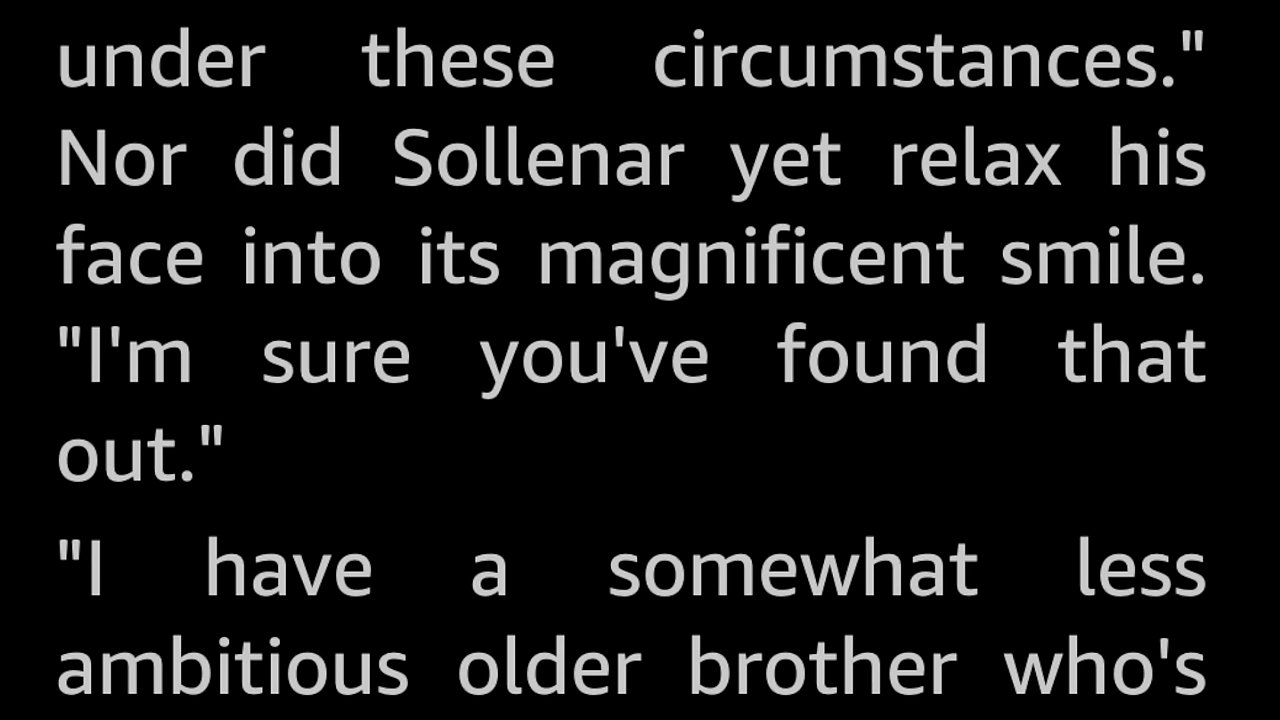 under these circumstances."
Nor did Sollenar yet relax his
face into its magnificent smile.
"I'm sure you've found that
out."
"I have a somewhat less
ambitious older brother who's